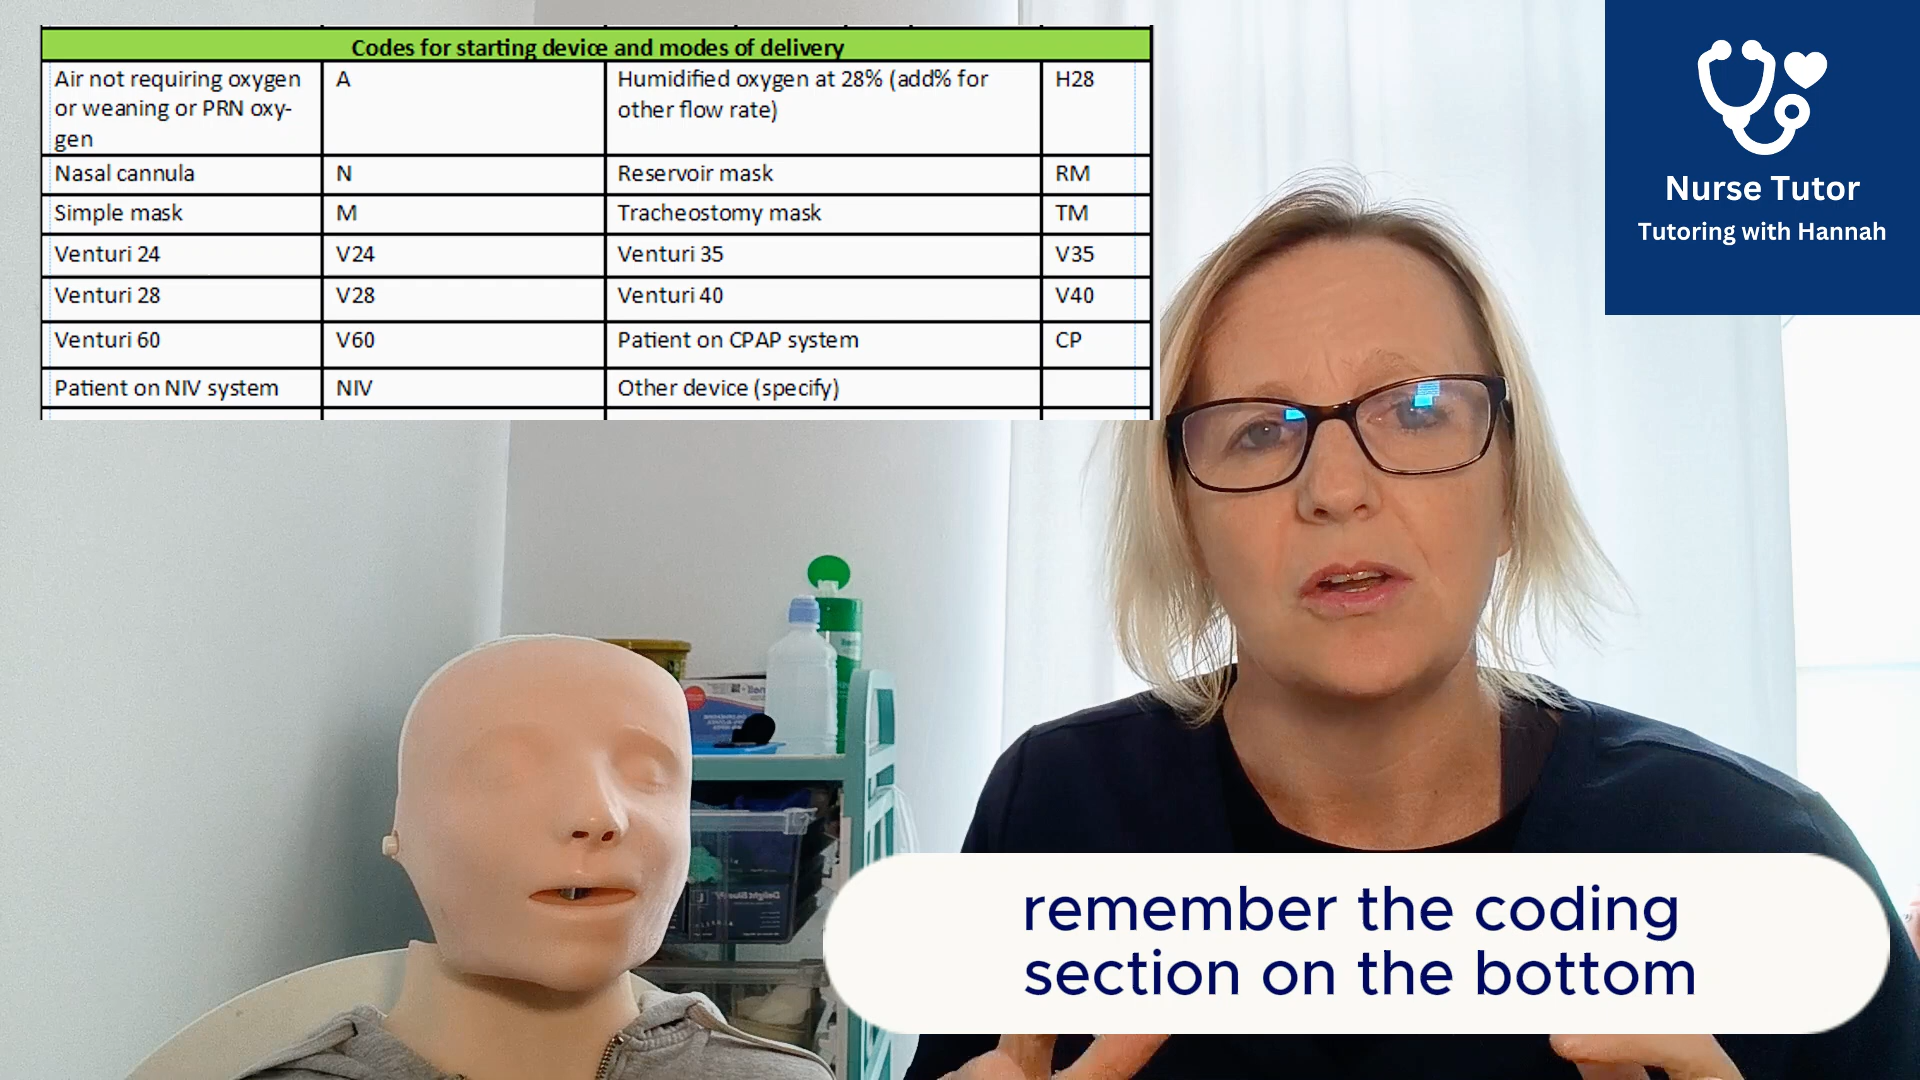 Codes for starting device and modes of delivery
Air not requiring oxygen
or weaning or PRN oxy-
gen
A
Humidified oxygen at 28% (add% for
other flow rate)
H28
Nasal cannula
N
Reservoir mask
RM
Simple mask
M
Tracheostomy mask
TM
Venturi 24
V24
Venturi 35
V35
Venturi 28
V28
Venturi 40
V40
Venturi 60
V60
Patient on CPAP system
CP
Patient on NIV system
NIV
Other device (specify)
Nurse Tutor
Tutoring with Hannah
remember the coding
section on the bottom